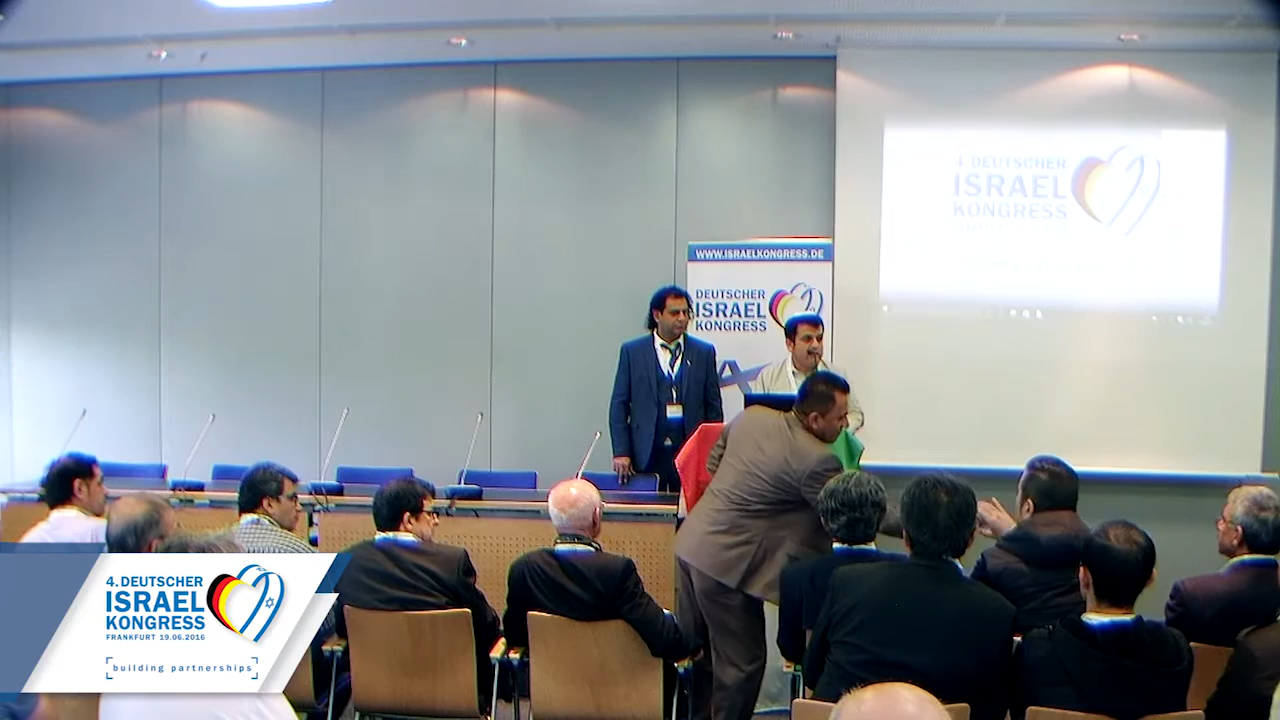 4. DEUTSCHER
ISRAEL
KONGRESS
WWW.ISRAELKONGRESS.DE
DEUTSCHER
ISRAEL
KONGRESS
4. DEUTSCHER
ISRAEL
KONGRESS
FRANKFURT 19.06.2016
building partnerships